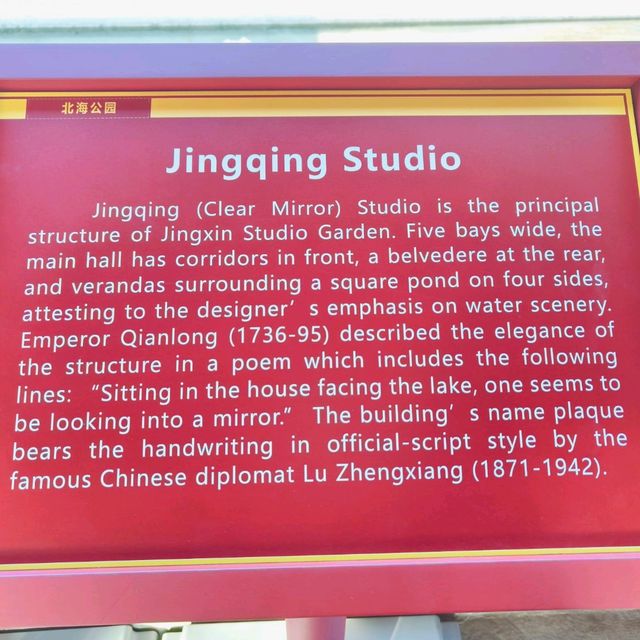 北海公园
Jingqing Studio
Jingqing (Clear Mirror) Studio is the principal
structure of Jingxin Studio Garden. Five bays wide, the
main hall has corridors in front, a belvedere at the rear,
and verandas surrounding a square pond on four sides,
attesting to the designer's emphasis on water scenery.
Emperor Qianlong (1736-95) described the elegance of
the structure in a poem which includes the following
lines: “Sitting in the house facing the lake, one seems to
be looking into a mirror.” The building's name plaque
bears the handwriting in official-script style by the
famous Chinese diplomat Lu Zhengxiang (1871-1942).